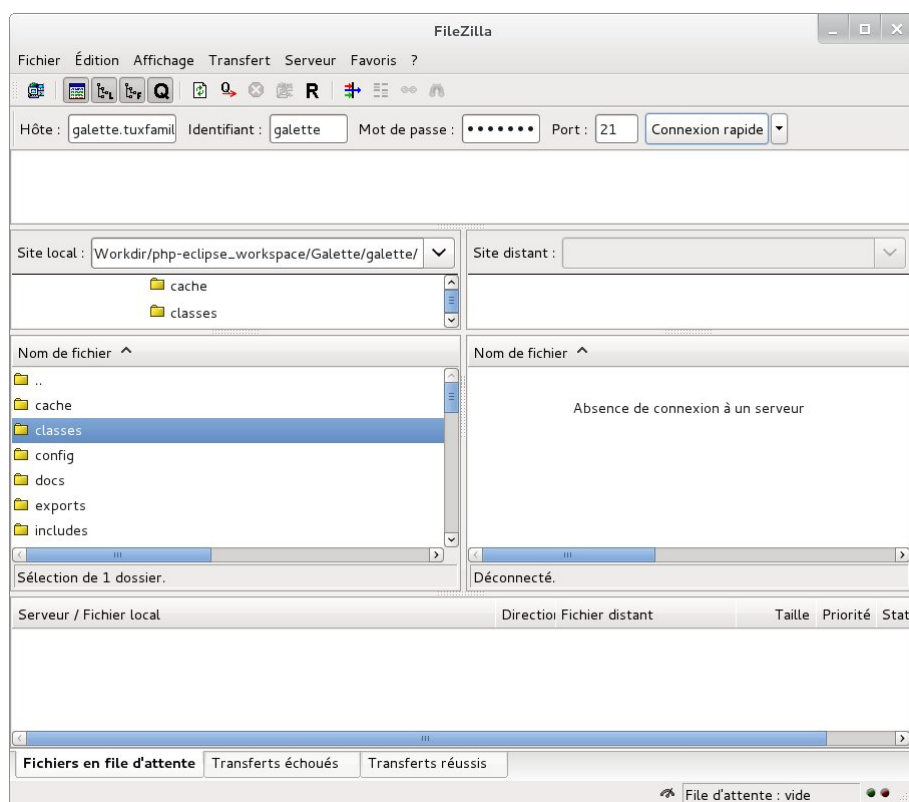 FileZilla
Fichier Édition Affichage Transfert Serveur Favoris ?
Hôte : galette.tuxfamil Identifiant : galette Mot de passe : ••••••• Port : 21 Connexion rapide
Site local : Workdir/php-eclipse_workspace/Galette/galette/
Site distant :
cache
classes
Nom de fichier
..
cache
classes
config
docs
exports
includes
Sélection de 1 dossier.
Nom de fichier
Absence de connexion à un serveur
Déconnecté.
Serveur / Fichier local Direction Fichier distant Taille Priorité Stat
Fichiers en file d'attente Transferts échoués Transferts réussis
File d'attente : vide